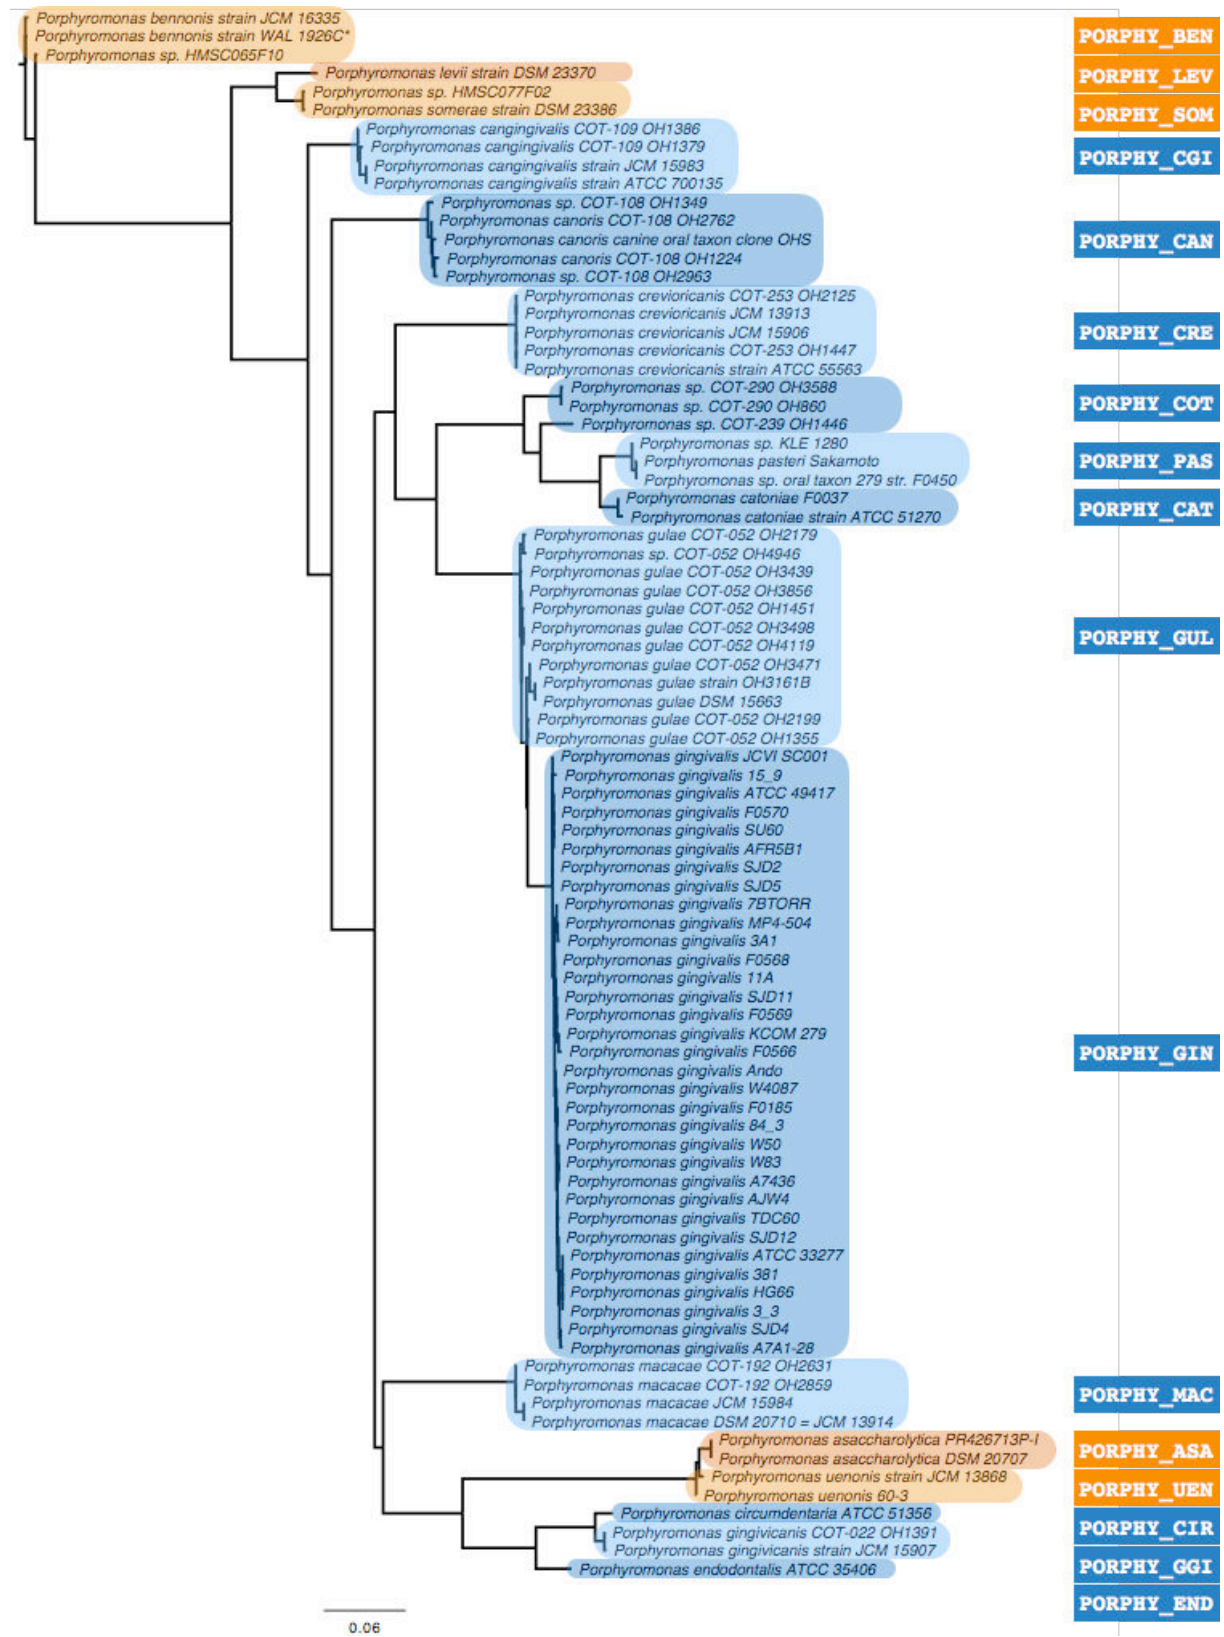 Porphyromonas bennonis strain JCM 16335
Porphyromonas bennonis strain WAL 1926C*
Porphyromonas sp. HMSC065F10
PORPHY_BEN
Porphyromonas levii strain DSM 23370
PORPHY_LEV
Porphyromonas sp. HMSC077F02
Porphyromonas somerae strain DSM 23386
PORPHY_SOM
Porphyromonas cangingivalis COT-109 OH1386
Porphyromonas cangingivalis COT-109 OH1379
Porphyromonas cangingivalis strain JCM 15983
Porphyromonas cangingivalis strain ATCC 700135
PORPHY_CGI
Porphyromonas sp. COT-108 OH1349
Porphyromonas canoris COT-108 OH2762
Porphyromonas canoris canine oral taxon clone OHS
Porphyromonas canoris COT-108 OH1224
Porphyromonas sp. COT-108 OH2963
PORPHY_CAN
Porphyromonas crevioricanis COT-253 OH2125
Porphyromonas crevioricanis JCM 13913
Porphyromonas crevioricanis JCM 15906
Porphyromonas crevioricanis COT-253 OH1447
Porphyromonas crevioricanis strain ATCC 55563
PORPHY_CRE
Porphyromonas sp. COT-290 OH3588
Porphyromonas sp. COT-290 OH860
Porphyromonas sp. COT-239 OH1446
PORPHY_COT
Porphyromonas sp. KLE 1280
Porphyromonas pasteri Sakamoto
Porphyromonas sp. oral taxon 279 str. F0450
PORPHY_PAS
Porphyromonas catoniae F0037
Porphyromonas catoniae strain ATCC 51270
PORPHY_CAT
Porphyromonas gulae COT-052 OH2179
Porphyromonas sp. COT-052 OH4946
Porphyromonas gulae COT-052 OH3439
Porphyromonas gulae COT-052 OH3856
Porphyromonas gulae COT-052 OH1451
Porphyromonas gulae COT-052 OH3498
Porphyromonas gulae COT-052 OH4119
Porphyromonas gulae COT-052 OH3471
Porphyromonas gulae strain OH3161B
Porphyromonas gulae DSM 15663
Porphyromonas gulae COT-052 OH2199
Porphyromonas gulae COT-052 OH1355
PORPHY_GUL
Porphyromonas gingivalis JCVI SC001
Porphyromonas gingivalis 15_9
Porphyromonas gingivalis ATCC 49417
Porphyromonas gingivalis F0570
Porphyromonas gingivalis SU60
Porphyromonas gingivalis AFR5B1
Porphyromonas gingivalis SJD2
Porphyromonas gingivalis SJD5
Porphyromonas gingivalis 7BTORR
Porphyromonas gingivalis MP4-504
Porphyromonas gingivalis 3A1
Porphyromonas gingivalis F0568
Porphyromonas gingivalis 11A
Porphyromonas gingivalis SJD11
Porphyromonas gingivalis F0569
Porphyromonas gingivalis KCOM 279
Porphyromonas gingivalis F0566
Porphyromonas gingivalis Ando
Porphyromonas gingivalis W4087
Porphyromonas gingivalis F0185
Porphyromonas gingivalis 84_3
Porphyromonas gingivalis W50
Porphyromonas gingivalis W83
Porphyromonas gingivalis A7436
Porphyromonas gingivalis AJW4
Porphyromonas gingivalis TDC60
Porphyromonas gingivalis SJD12
Porphyromonas gingivalis ATCC 33277
Porphyromonas gingivalis 381
Porphyromonas gingivalis HG66
Porphyromonas gingivalis 3_3
Porphyromonas gingivalis SJD4
Porphyromonas gingivalis A7A1-28
PORPHY_GIN
Porphyromonas macacae COT-192 OH2631
Porphyromonas macacae COT-192 OH2859
Porphyromonas macacae JCM 15984
Porphyromonas macacae DSM 20710 = JCM 13914
PORPHY_MAC
Porphyromonas asaccharolytica PR426713P-I
Porphyromonas asaccharolytica DSM 20707
PORPHY_ASA
Porphyromonas uenonis strain JCM 13868
Porphyromonas uenonis 60-3
PORPHY_UEN
Porphyromonas circumdentaria ATCC 51356
PORPHY_CIR
Porphyromonas gingivicanis COT-022 OH1391
Porphyromonas gingivicanis strain JCM 15907
PORPHY_GGI
Porphyromonas endodontalis ATCC 35406
PORPHY_END
0.06